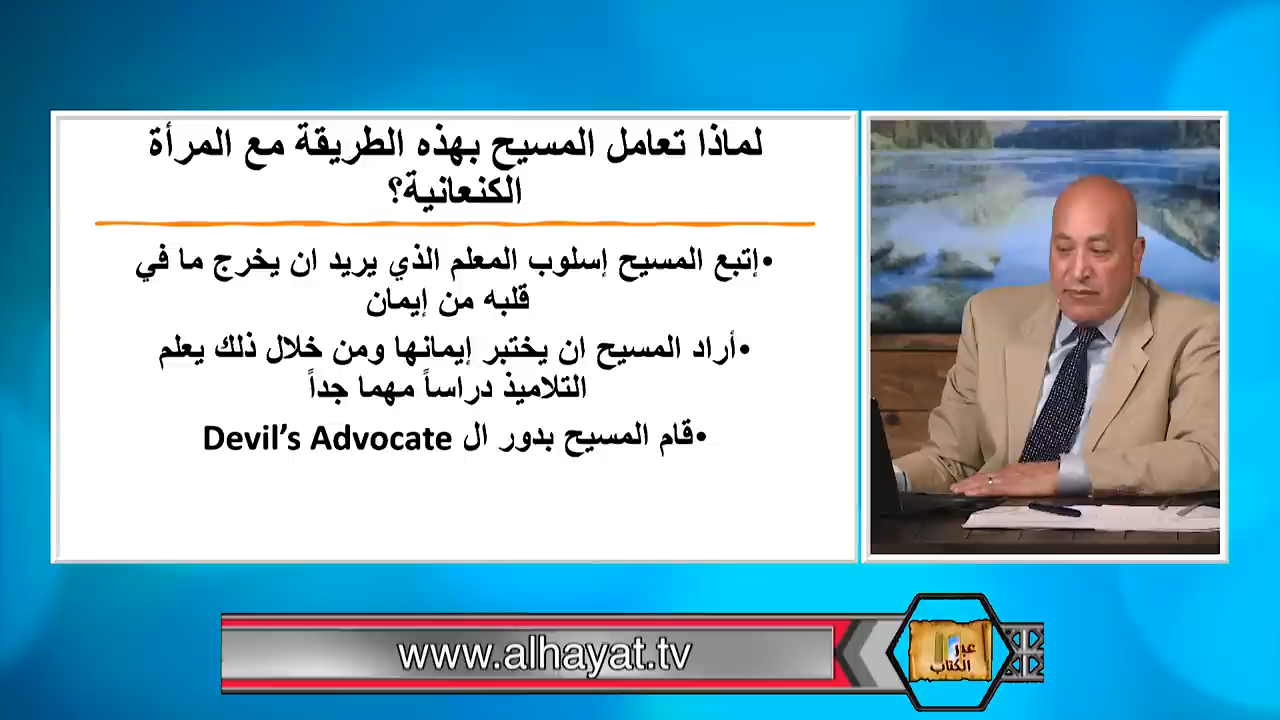 لماذا تعامل المسيح بهذه الطريقة مع المرأة
الكنعانية؟
•إتبع المسيح إسلوب المعلم الذي يريد ان يخرج ما في
قلبه من إيمان
•أراد المسيح ان يختبر إيمانها ومن خلال ذلك يعلم
التلاميذ دراساً مهما جداً
•قام المسيح بدور ال Devil’s Advocate
www.alhayat.tv
عبر
الكتاب